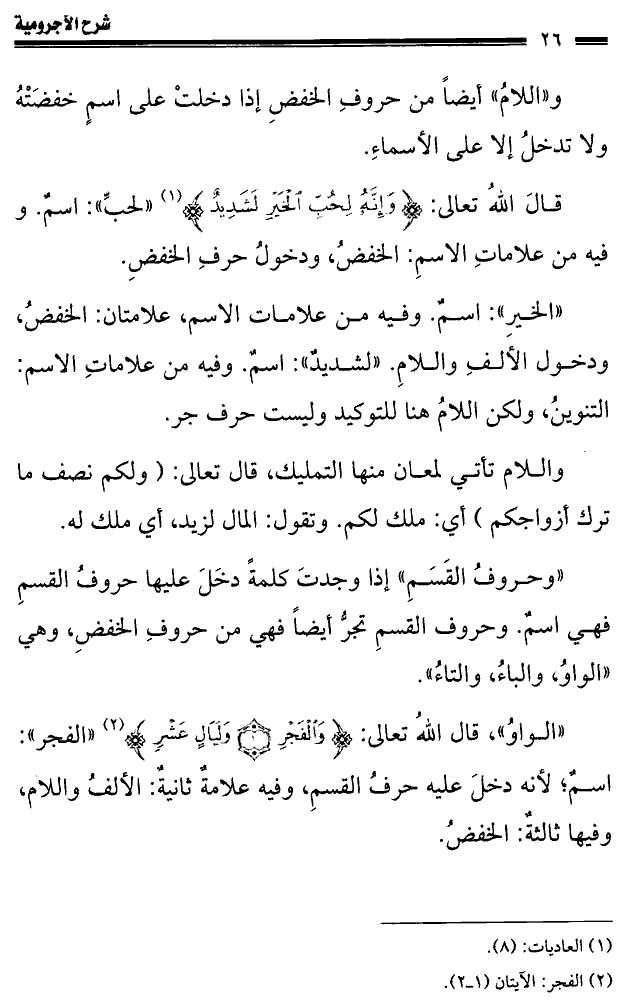 شرح الآجرومية
٢٦
و«اللامُ» أيضاً من حروفِ الخفضِ إذا دخلتْ على اسمٍ خفضَتْهُ
ولا تدخلُ إلا على الأسماءِ.
قالَ اللهُ تعالى: ﴿ وَإِنَّهُ لِحُبِّ ٱلْخَيْرِ لَشَدِيدٌ ﴾(١) «لحبِّ»: اسمٌ. و
فيه من علاماتِ الاسمِ: الخفضُ، ودخولُ حرفِ الخفضِ.
«الخيرِ»: اسمٌ. وفيه من علامات الاسم، علامتان: الخفضُ،
ودخول الألفِ واللامِ. «لشديدٌ»: اسمٌ. وفيه من علاماتِ الاسم:
التنوينُ، ولكن اللامُ هنا للتوكيد وليست حرف جر.
واللام تأتي لمعان منها التمليك، قال تعالى: ( ولكم نصف ما
ترك أزواجكم ) أي: ملك لكم. وتقول: المال لزيد، أي ملك له.
«وحروفُ القَسَمِ» إذا وجدتَ كلمةً دخَلَ عليها حروفُ القسمِ
فهي اسمٌ. وحروف القسمِ تجرُّ أيضاً فهي من حروفِ الخفضِ، وهي
«الواوُ، والباءُ، والتاءُ».
«الواوُ»، قال اللهُ تعالى: ﴿ وَٱلْفَجْرِ ١ وَلَيَالٍ عَشْرٍ ﴾(٢) «الفجر»:
اسمٌ؛ لأنه دخلَ عليه حرفُ القسمِ، وفيه علامةٌ ثانيةٌ: الألفُ واللام،
وفيها ثالثةٌ: الخفضُ.
(١) العاديات: (٨).
(٢) الفجر: الآيتان (١-٢).